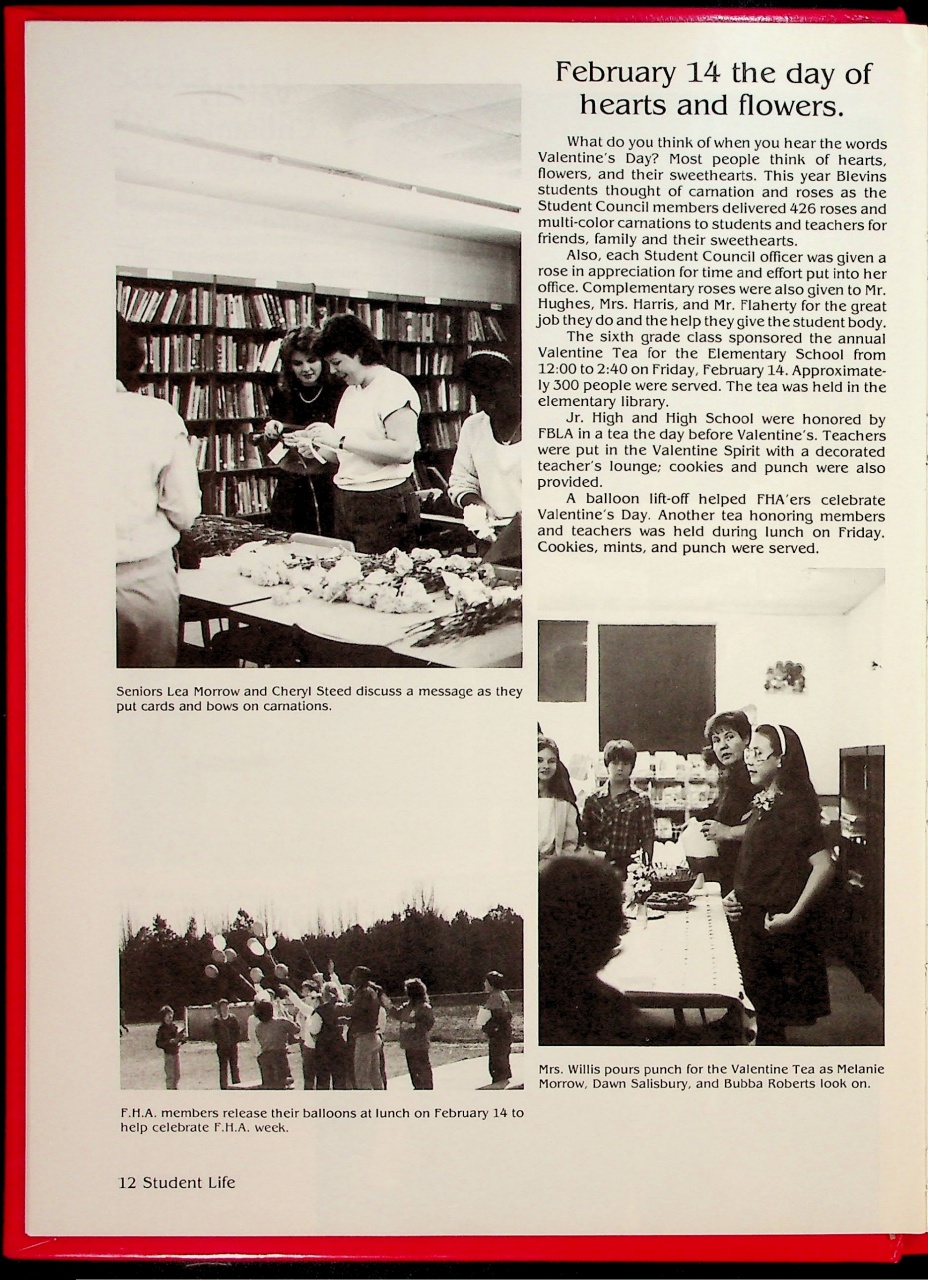 February 14 the day of
hearts and flowers.
What do you think of when you hear the words
Valentine's Day? Most people think of hearts,
flowers, and their sweethearts. This year Blevins
students thought of carnation and roses as the
Student Council members delivered 426 roses and
multi-color carnations to students and teachers for
friends, family and their sweethearts.
Also, each Student Council officer was given a
rose in appreciation for time and effort put into her
office. Complementary roses were also given to Mr.
Hughes, Mrs. Harris, and Mr. Flaherty for the great
job they do and the help they give the student body.
The sixth grade class sponsored the annual
Valentine Tea for the Elementary School from
12:00 to 2:40 on Friday, February 14. Approximate-
ly 300 people were served. The tea was held in the
elementary library.
Jr. High and High School were honored by
FBLA in a tea the day before Valentine's. Teachers
were put in the Valentine Spirit with a decorated
teacher's lounge; cookies and punch were also
provided.
A balloon lift-off helped FHA'ers celebrate
Valentine's Day. Another tea honoring members
and teachers was held during lunch on Friday.
Cookies, mints, and punch were served.
Seniors Lea Morrow and Cheryl Steed discuss a message as they
put cards and bows on carnations.
Mrs. Willis pours punch for the Valentine Tea as Melanie
Morrow, Dawn Salisbury, and Bubba Roberts look on.
F.H.A. members release their balloons at lunch on February 14 to
help celebrate F.H.A. week.
12 Student Life